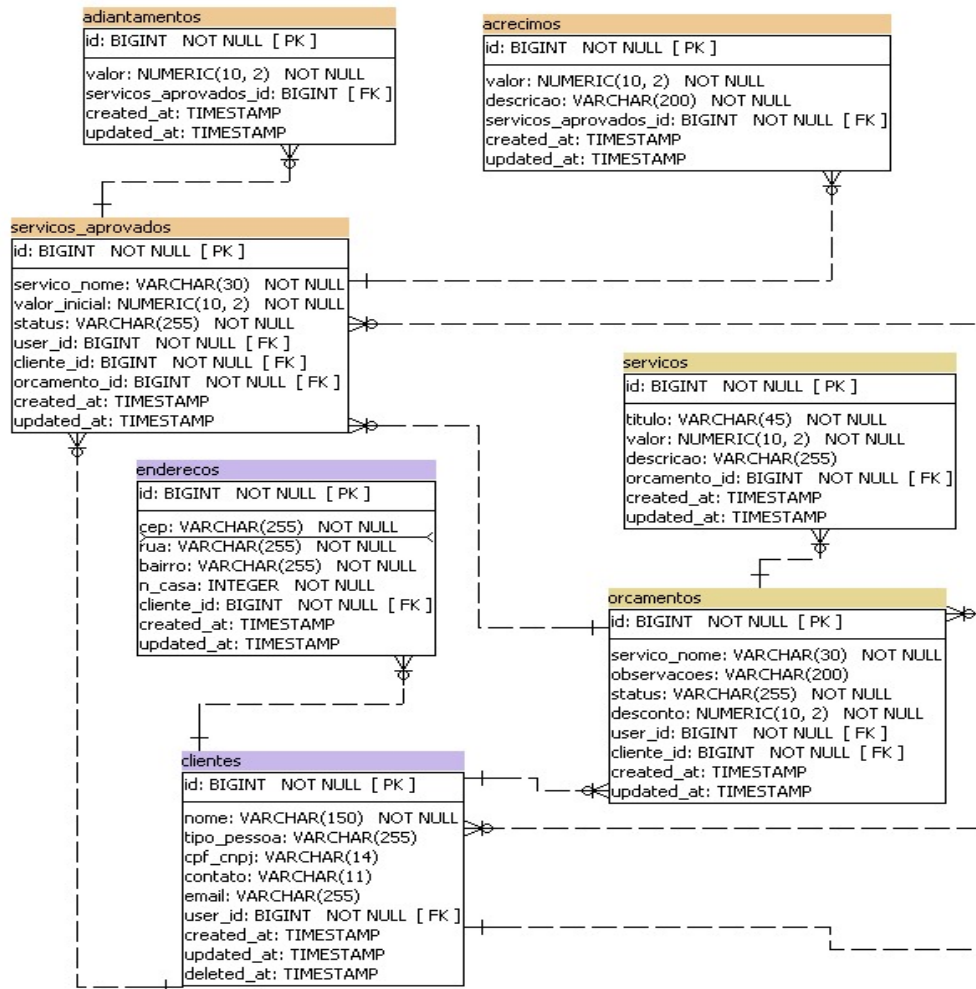 adiantamentos
id: BIGINT NOT NULL [ PK ]
valor: NUMERIC(10, 2) NOT NULL
servicos_aprovados_id: BIGINT [ FK ]
created_at: TIMESTAMP
updated_at: TIMESTAMP
acrecimos
id: BIGINT NOT NULL [ PK ]
valor: NUMERIC(10, 2) NOT NULL
descricao: VARCHAR(200) NOT NULL
servicos_aprovados_id: BIGINT NOT NULL [ FK ]
created_at: TIMESTAMP
updated_at: TIMESTAMP
servicos_aprovados
id: BIGINT NOT NULL [ PK ]
servico_nome: VARCHAR(30) NOT NULL
valor_inicial: NUMERIC(10, 2) NOT NULL
status: VARCHAR(255) NOT NULL
user_id: BIGINT NOT NULL [ FK ]
cliente_id: BIGINT NOT NULL [ FK ]
orcamento_id: BIGINT NOT NULL [ FK ]
created_at: TIMESTAMP
updated_at: TIMESTAMP
servicos
id: BIGINT NOT NULL [ PK ]
titulo: VARCHAR(45) NOT NULL
valor: NUMERIC(10, 2) NOT NULL
descricao: VARCHAR(255)
orcamento_id: BIGINT NOT NULL [ FK ]
created_at: TIMESTAMP
updated_at: TIMESTAMP
enderecos
id: BIGINT NOT NULL [ PK ]
cep: VARCHAR(255) NOT NULL
rua: VARCHAR(255) NOT NULL
bairro: VARCHAR(255) NOT NULL
n_casa: INTEGER NOT NULL
cliente_id: BIGINT NOT NULL [ FK ]
created_at: TIMESTAMP
updated_at: TIMESTAMP
orcamentos
id: BIGINT NOT NULL [ PK ]
servico_nome: VARCHAR(30) NOT NULL
observacoes: VARCHAR(200)
status: VARCHAR(255) NOT NULL
desconto: NUMERIC(10, 2) NOT NULL
user_id: BIGINT NOT NULL [ FK ]
cliente_id: BIGINT NOT NULL [ FK ]
created_at: TIMESTAMP
updated_at: TIMESTAMP
clientes
id: BIGINT NOT NULL [ PK ]
nome: VARCHAR(150) NOT NULL
tipo_pessoa: VARCHAR(255)
cpf_cnpj: VARCHAR(14)
contato: VARCHAR(11)
email: VARCHAR(255)
user_id: BIGINT NOT NULL [ FK ]
created_at: TIMESTAMP
updated_at: TIMESTAMP
deleted_at: TIMESTAMP